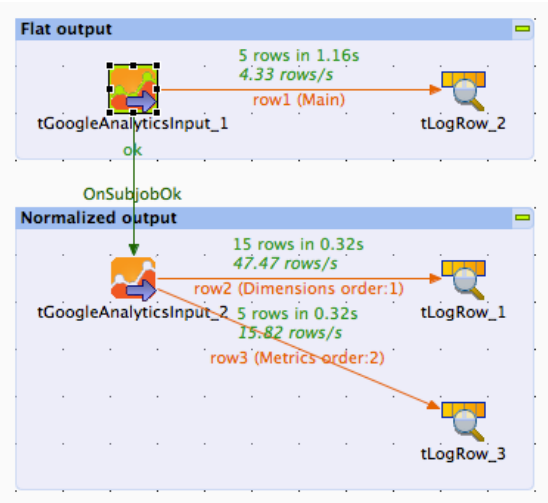 Flat output
5 rows in 1.16s
4.33 rows/s
row1 (Main)
tGoogleAnalyticsInput_1
tLogRow_2
ok
OnSubjobOk
Normalized output
15 rows in 0.32s
47.47 rows/s
row2 (Dimensions order:1)
tGoogleAnalyticsInput_2
tLogRow_1
5 rows in 0.32s
15.82 rows/s
row3 (Metrics order:2)
tLogRow_3